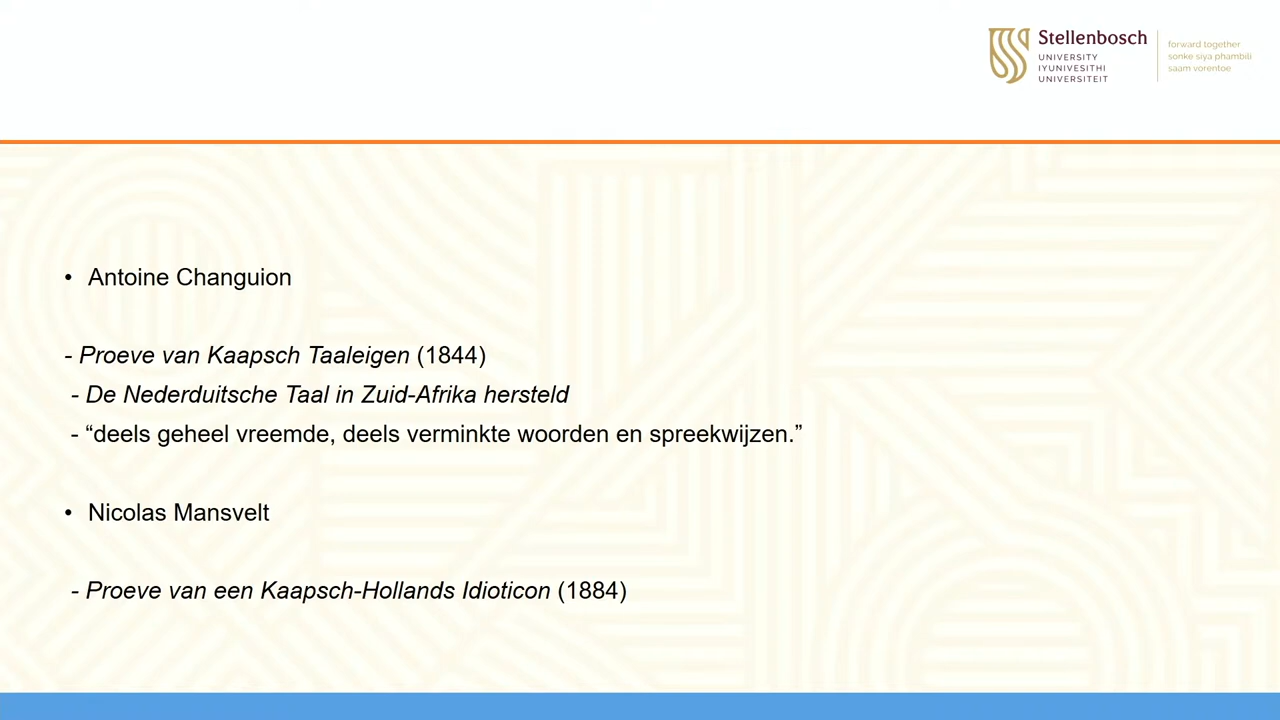 Stellenbosch
UNIVERSITY
IYUNIVESITHI
UNIVERSITEIT
forward together
sonke siya phambili
saam vorentoe
• Antoine Changuion
- Proeve van Kaapsch Taaleigen (1844)
- De Nederduitsche Taal in Zuid-Afrika hersteld
- “deels geheel vreemde, deels verminkte woorden en spreekwijzen.”
• Nicolas Mansvelt
- Proeve van een Kaapsch-Hollands Idioticon (1884)